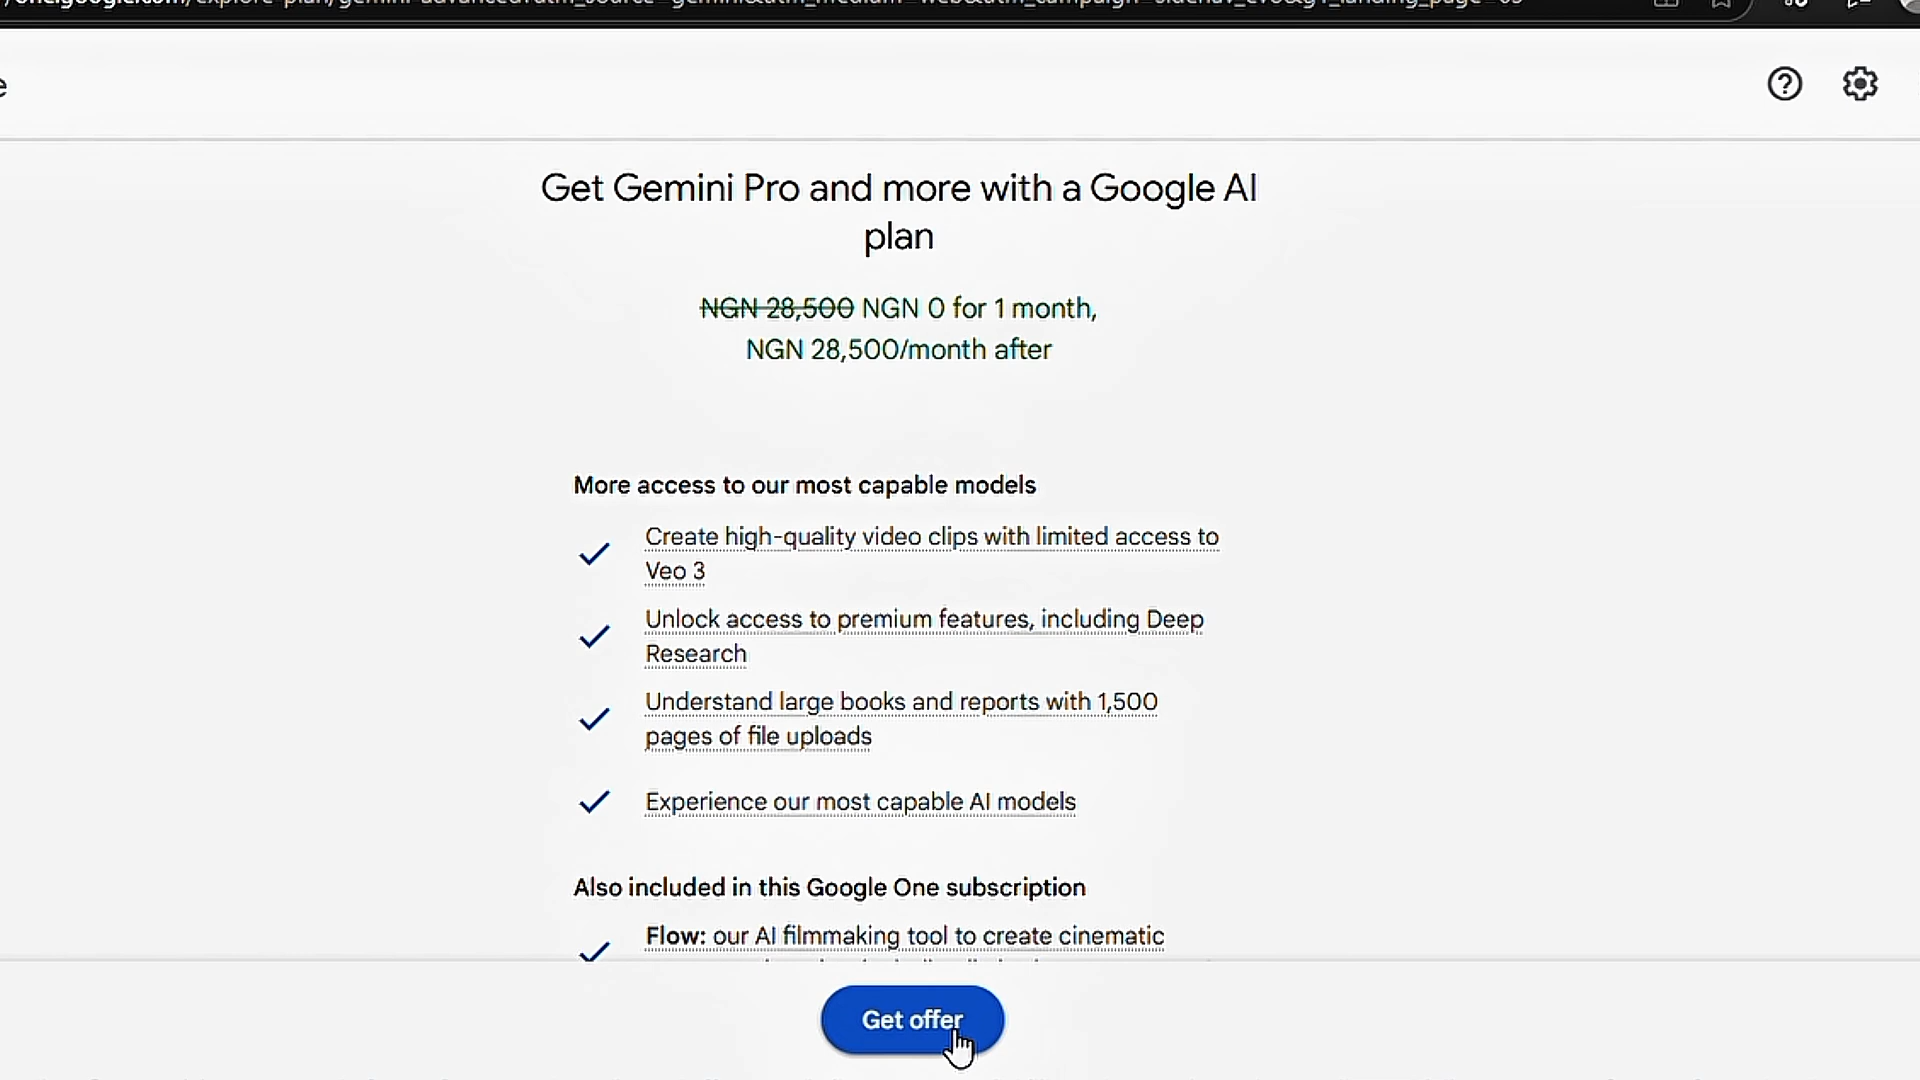 Get Gemini Pro and more with a Google AI
plan
NGN 28,500 NGN 0 for 1 month,
NGN 28,500/month after
More access to our most capable models
Create high-quality video clips with limited access to
Veo 3
Unlock access to premium features, including Deep
Research
Understand large books and reports with 1,500
pages of file uploads
Experience our most capable AI models
Also included in this Google One subscription
Flow: our AI filmmaking tool to create cinematic
Get offer